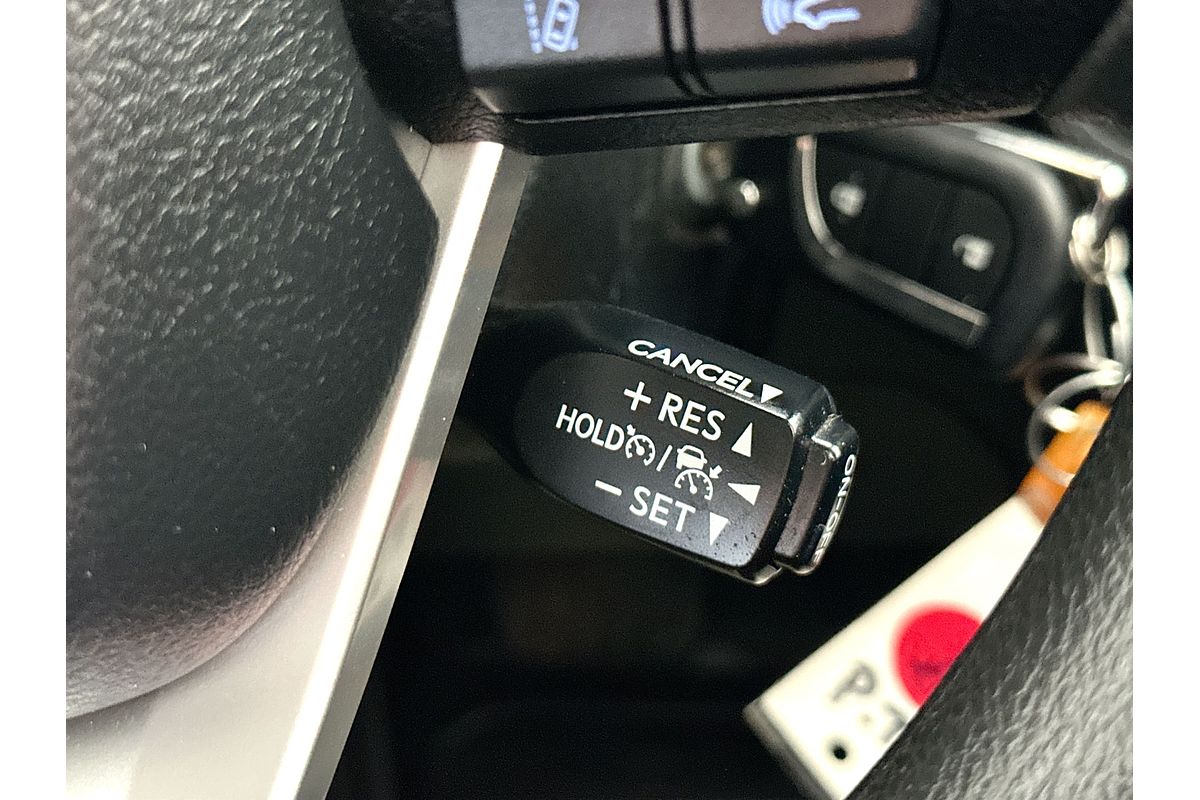 CANCEL▼
+ RES ▲
HOLD / ◀
− SET ▼
ON-OFF
P.